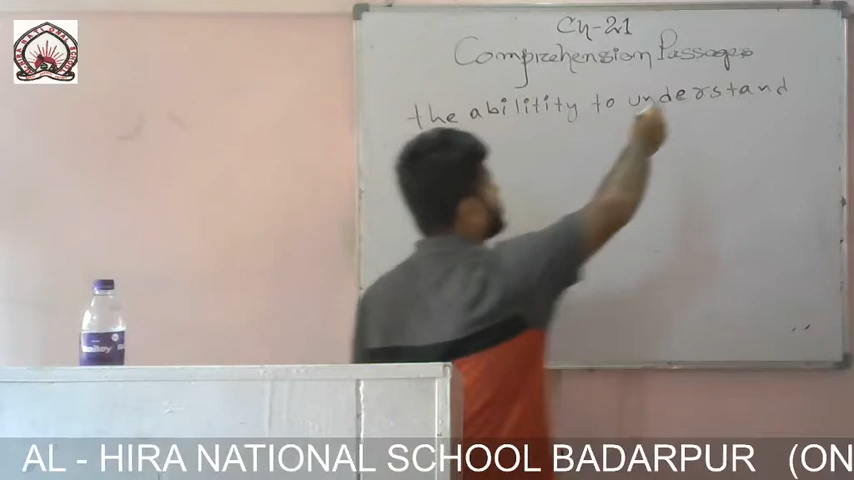 Ch-21
Comprehension Passages
the abilitity to understand
AL - HIRA NATIONAL SCHOOL BADARPUR (ON